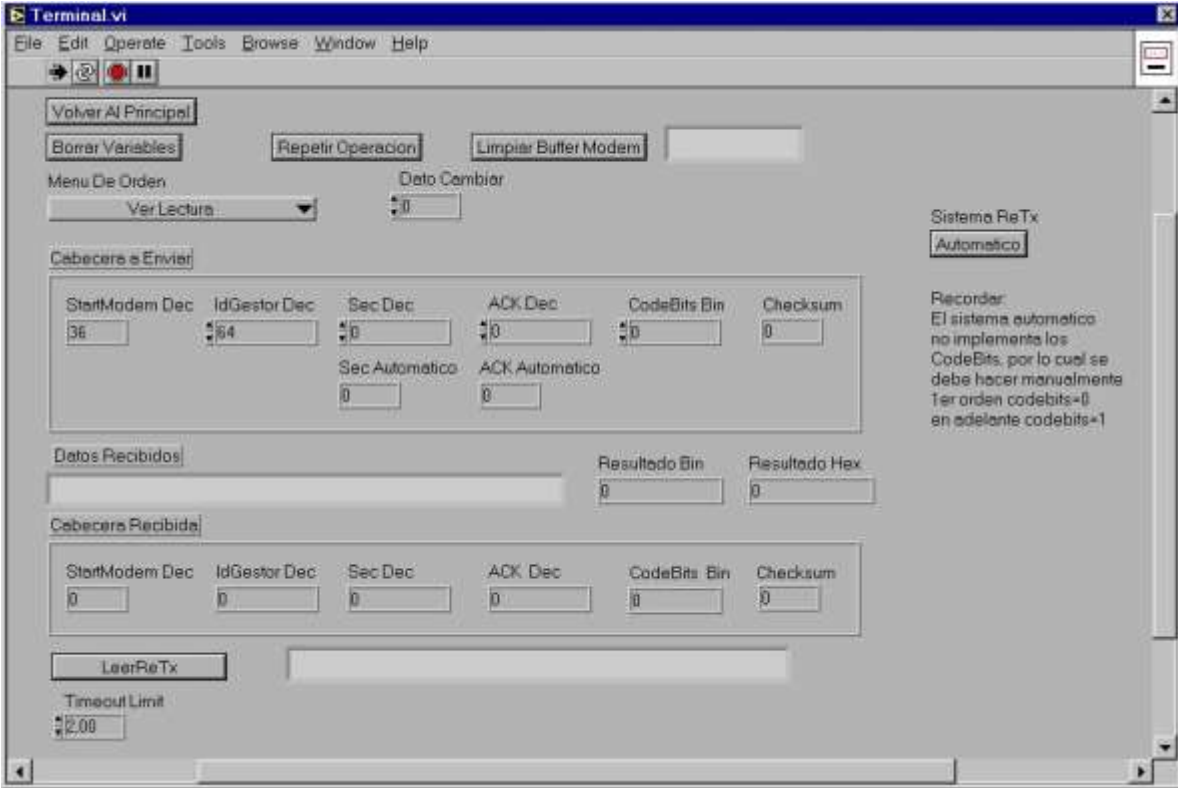 Terminal.vi
File Edit Operate Tools Browse Window Help
Volver Al Principal
Borrar Variables Repetir Operacion Limpiar Buffer Modem
Menu De Orden Dato Cambiar
Ver Lectura 0
Sistema ReTx
Automatico
Cabecera a Enviar
StartModem Dec IdGestor Dec Sec Dec ACK Dec CodeBits Bin Checksum
36 64 0 0 0 0
Sec Automatico ACK Automatico
0 0
Recordar:
El sistema automatico
no implementa los
CodeBits, por lo cual se
debe hacer manualmente
1er orden codebits=0
en adelante codebits=1
Datos Recibidos Resultado Bin Resultado Hex
0 0
Cabecera Recibida
StartModem Dec IdGestor Dec Sec Dec ACK Dec CodeBits Bin Checksum
0 0 0 0 0 0
LeerReTx
Timeout Limit
2,00